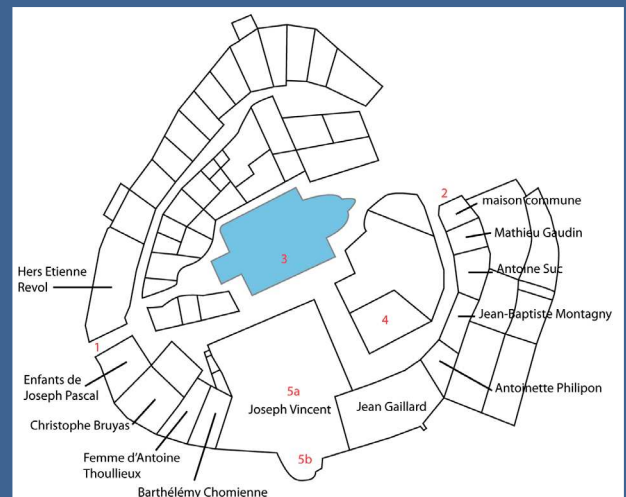 2
maison commune
Mathieu Gaudin
3
Antoine Suc
Hers Etienne
Revol
Jean-Baptiste Montagny
4
1
Enfants de
Joseph Pascal
Antoinette Philipon
5a
Joseph Vincent
Jean Gaillard
Christophe Bruyas
Femme d'Antoine
Thoullieux
5b
Barthélémy Chomienne